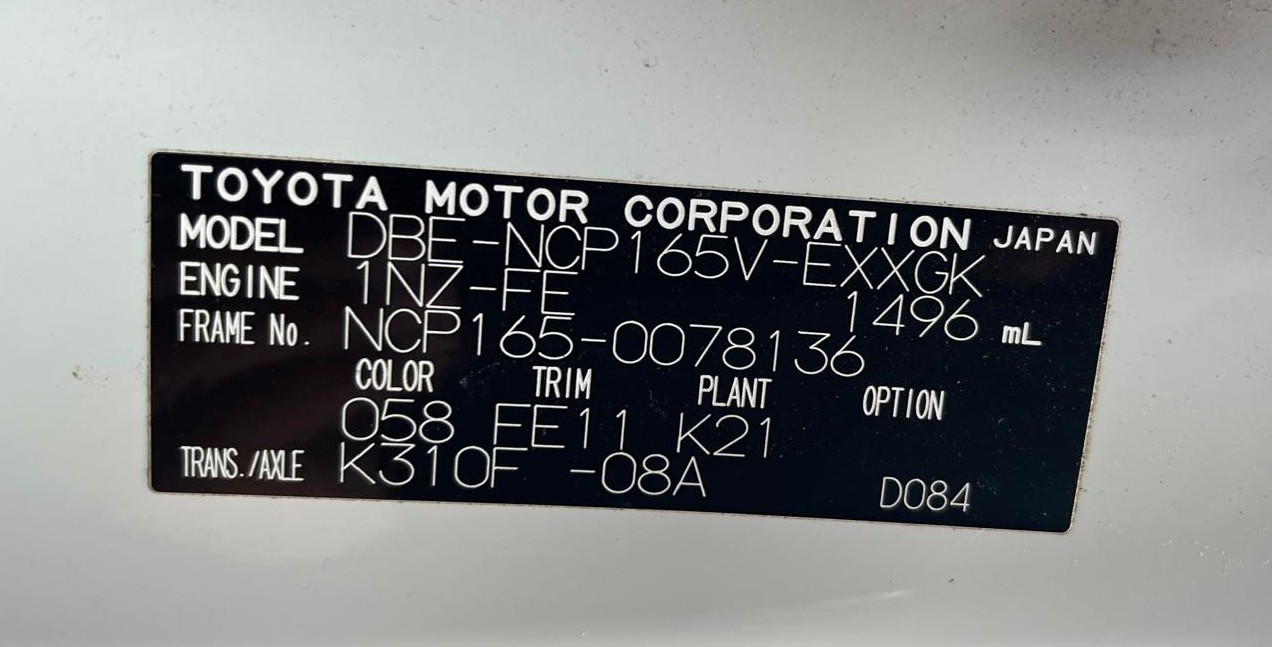 TOYOTA MOTOR CORPORATION JAPAN
MODEL DBE-NCP165V-EXXGK
ENGINE 1NZ-FE 1496 mL
FRAME No. NCP165-0078136
COLOR TRIM PLANT OPTION
058 FE11 K21
TRANS./AXLE K310F -08A D084